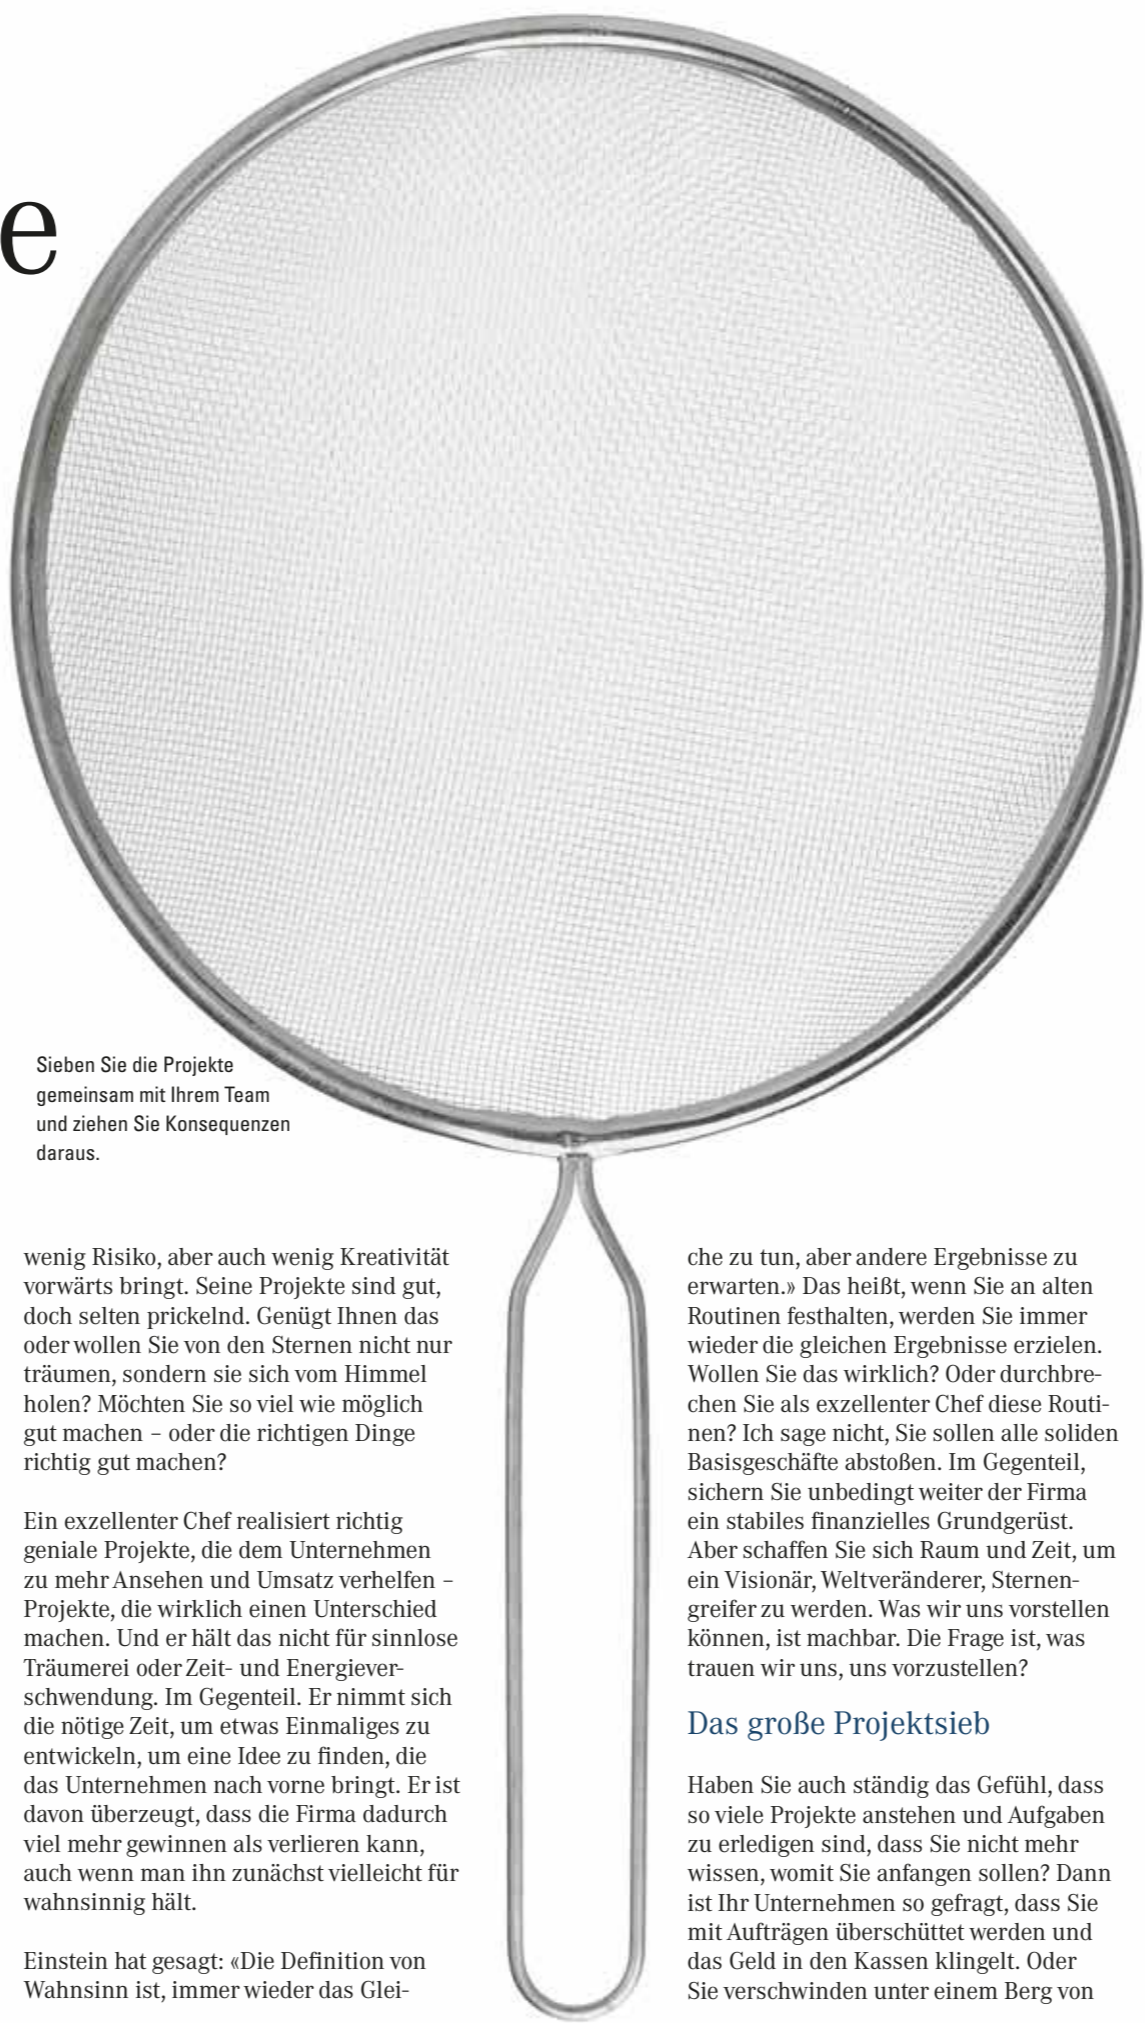 e
Sieben Sie die Projekte
gemeinsam mit Ihrem Team
und ziehen Sie Konsequenzen
daraus.
wenig Risiko, aber auch wenig Kreativität
vorwärts bringt. Seine Projekte sind gut,
doch selten prickelnd. Genügt Ihnen das
oder wollen Sie von den Sternen nicht nur
träumen, sondern sie sich vom Himmel
holen? Möchten Sie so viel wie möglich
gut machen – oder die richtigen Dinge
richtig gut machen?
Ein exzellenter Chef realisiert richtig
geniale Projekte, die dem Unternehmen
zu mehr Ansehen und Umsatz verhelfen –
Projekte, die wirklich einen Unterschied
machen. Und er hält das nicht für sinnlose
Träumerei oder Zeit- und Energiever-
schwendung. Im Gegenteil. Er nimmt sich
die nötige Zeit, um etwas Einmaliges zu
entwickeln, um eine Idee zu finden, die
das Unternehmen nach vorne bringt. Er ist
davon überzeugt, dass die Firma dadurch
viel mehr gewinnen als verlieren kann,
auch wenn man ihn zunächst vielleicht für
wahnsinnig hält.
Einstein hat gesagt: «Die Definition von
Wahnsinn ist, immer wieder das Glei-
che zu tun, aber andere Ergebnisse zu
erwarten.» Das heißt, wenn Sie an alten
Routinen festhalten, werden Sie immer
wieder die gleichen Ergebnisse erzielen.
Wollen Sie das wirklich? Oder durchbre-
chen Sie als exzellenter Chef diese Routi-
nen? Ich sage nicht, Sie sollen alle soliden
Basisgeschäfte abstoßen. Im Gegenteil,
sichern Sie unbedingt weiter der Firma
ein stabiles finanzielles Grundgerüst.
Aber schaffen Sie sich Raum und Zeit, um
ein Visionär, Weltveränderer, Sternen-
greifer zu werden. Was wir uns vorstellen
können, ist machbar. Die Frage ist, was
trauen wir uns, uns vorzustellen?
Das große Projektsieb
Haben Sie auch ständig das Gefühl, dass
so viele Projekte anstehen und Aufgaben
zu erledigen sind, dass Sie nicht mehr
wissen, womit Sie anfangen sollen? Dann
ist Ihr Unternehmen so gefragt, dass Sie
mit Aufträgen überschüttet werden und
das Geld in den Kassen klingelt. Oder
Sie verschwinden unter einem Berg von